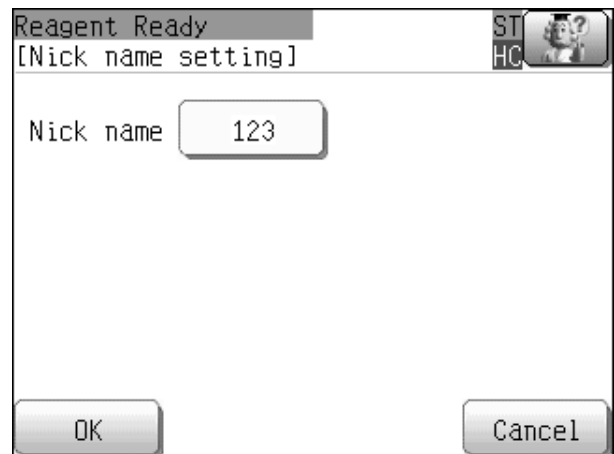 Reagent Ready ST
[Nick name setting] HC
?
Nick name 123
OK Cancel